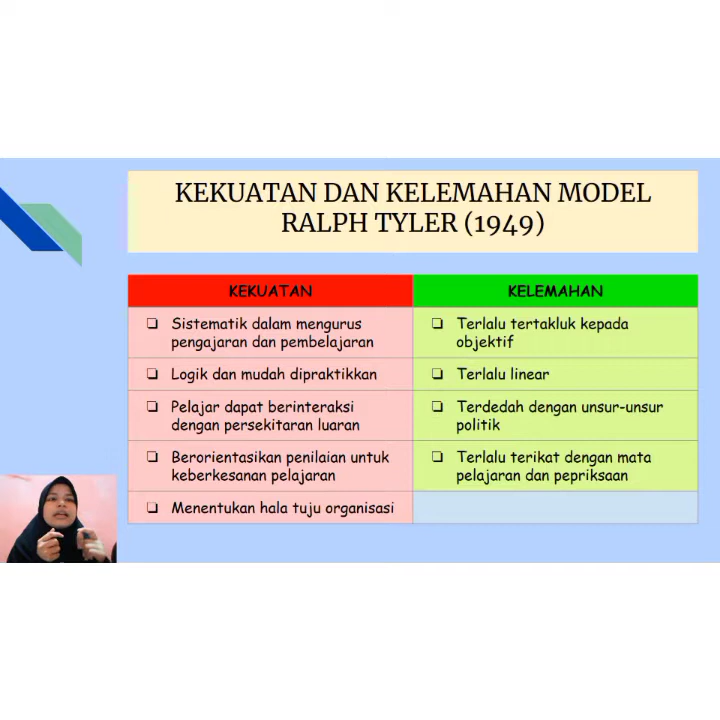 KEKUATAN DAN KELEMAHAN MODEL
RALPH TYLER (1949)
KEKUATAN
KELEMAHAN
❑ Sistematik dalam mengurus
pengajaran dan pembelajaran
❑ Terlalu tertakluk kepada
objektif
❑ Logik dan mudah dipraktikkan
❑ Terlalu linear
❑ Pelajar dapat berinteraksi
dengan persekitaran luaran
❑ Terdedah dengan unsur-unsur
politik
❑ Berorientasikan penilaian untuk
keberkesanan pelajaran
❑ Terlalu terikat dengan mata
pelajaran dan pepriksaan
❑ Menentukan hala tuju organisasi